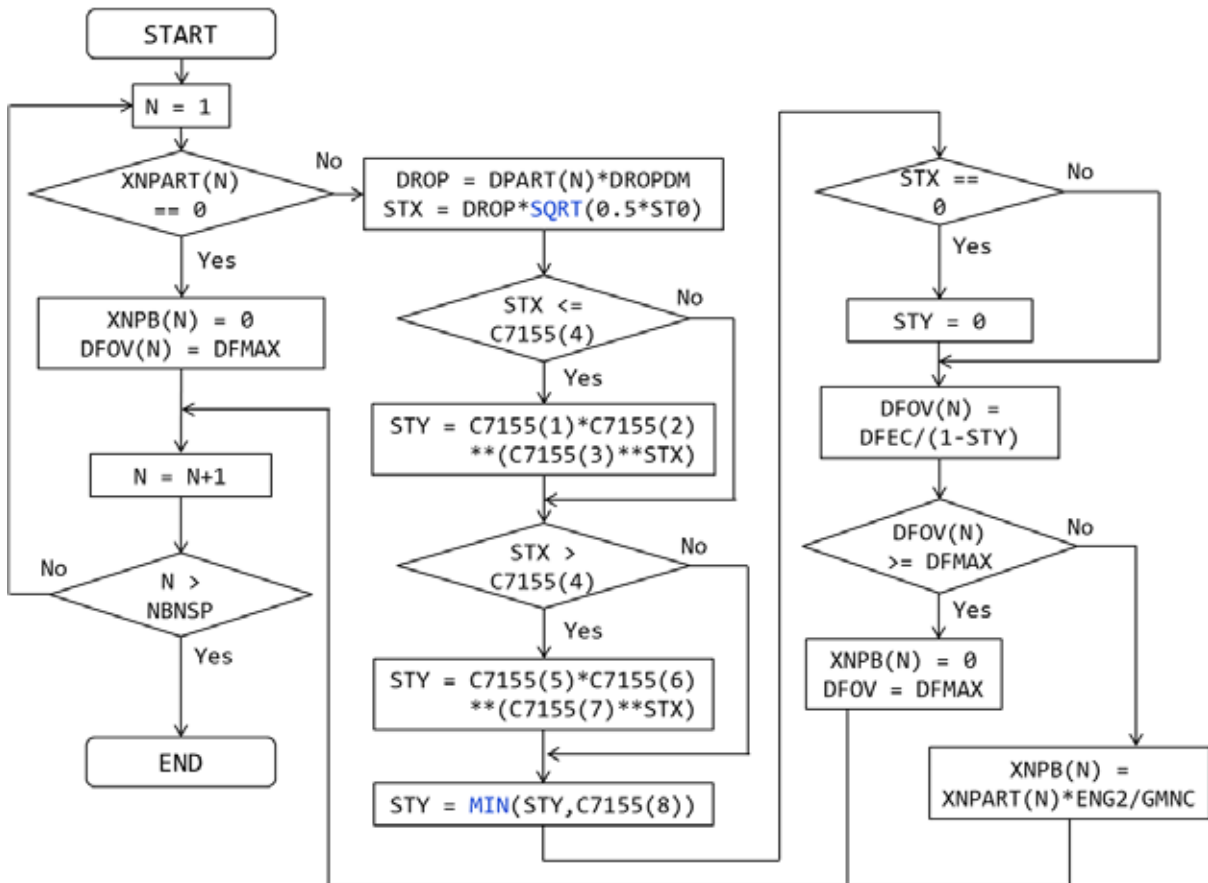 START
N = 1
XNPART(N)
== 0
No
Yes
XNPB(N) = 0
DFOV(N) = DFMAX
N = N+1
No
N >
NBNSP
Yes
END
DROP = DPART(N)*DROPDM
STX = DROP*SQRT(0.5*ST0)
STX <=
C7155(4)
No
Yes
STY = C7155(1)*C7155(2)
**(C7155(3)**STX)
STX >
C7155(4)
No
Yes
STY = C7155(5)*C7155(6)
**(C7155(7)**STX)
STY = MIN(STY,C7155(8))
STX ==
0
No
Yes
STY = 0
DFOV(N) =
DFEC/(1-STY)
DFOV(N)
>= DFMAX
No
Yes
XNPB(N) = 0
DFOV = DFMAX
XNPB(N) =
XNPART(N)*ENG2/GMNC